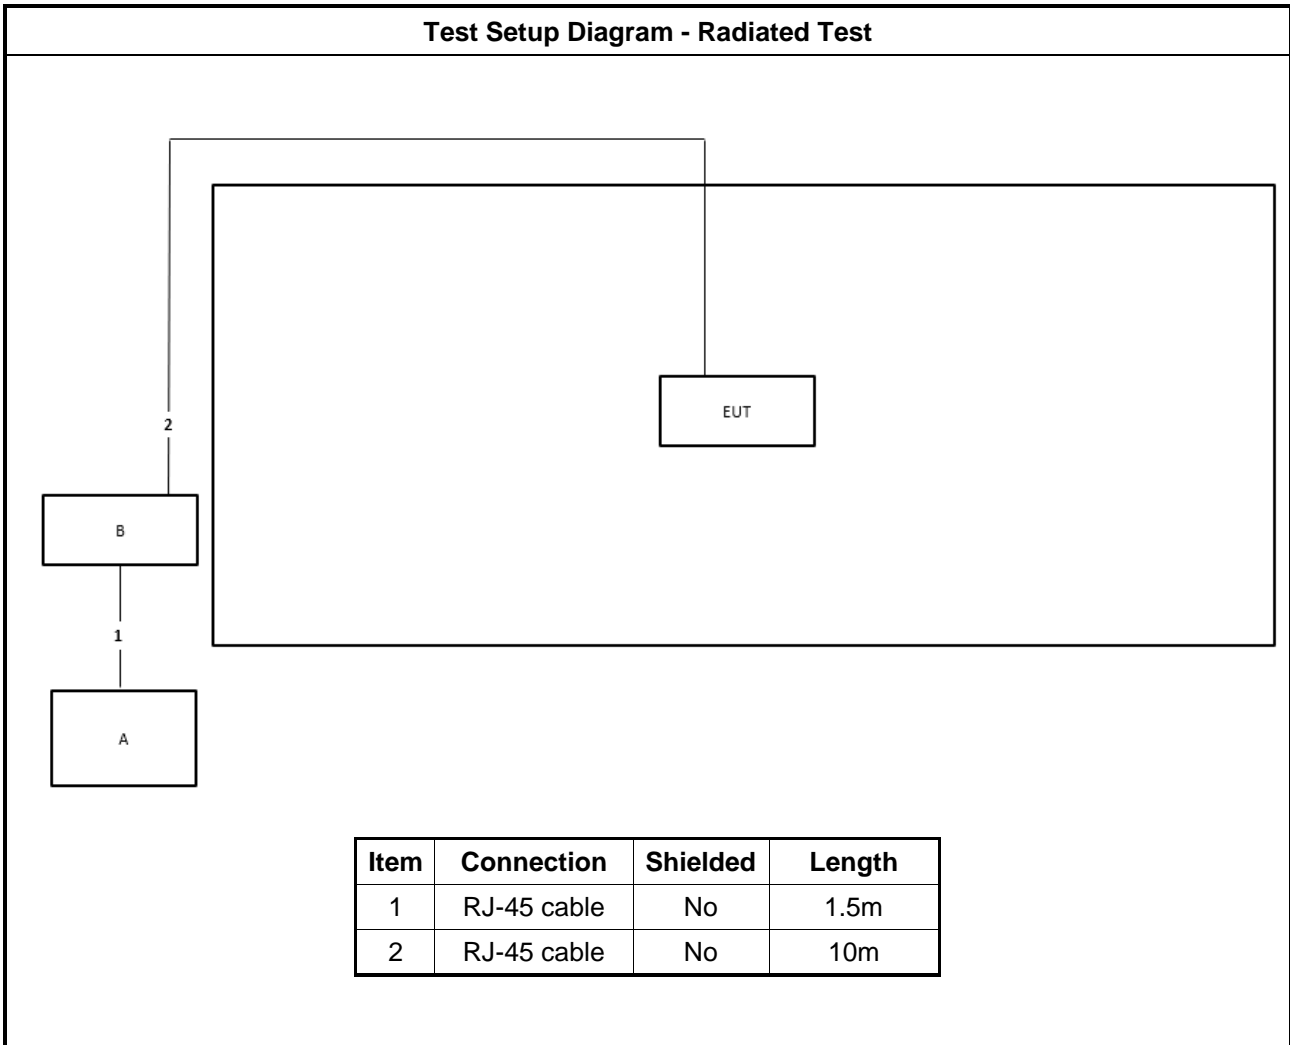 Test Setup Diagram - Radiated Test
EUT
2
B
1
A
Item Connection Shielded Length
1 RJ-45 cable No 1.5m
2 RJ-45 cable No 10m